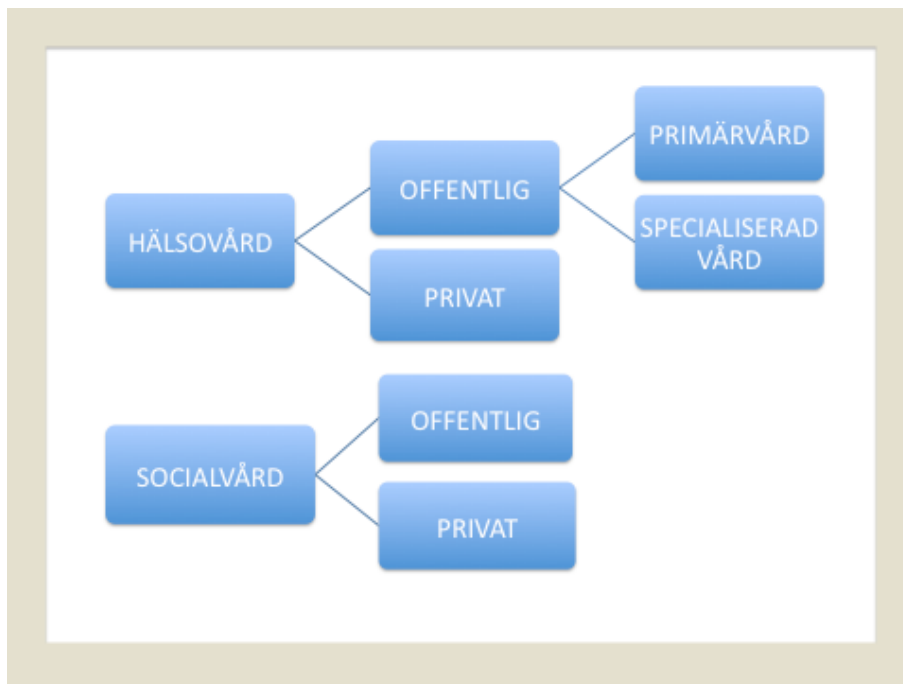 HÄLSOVÅRD
OFFENTLIG
PRIMÄRVÅRD
SPECIALISERAD
VÅRD
PRIVAT
SOCIALVÅRD
OFFENTLIG
PRIVAT